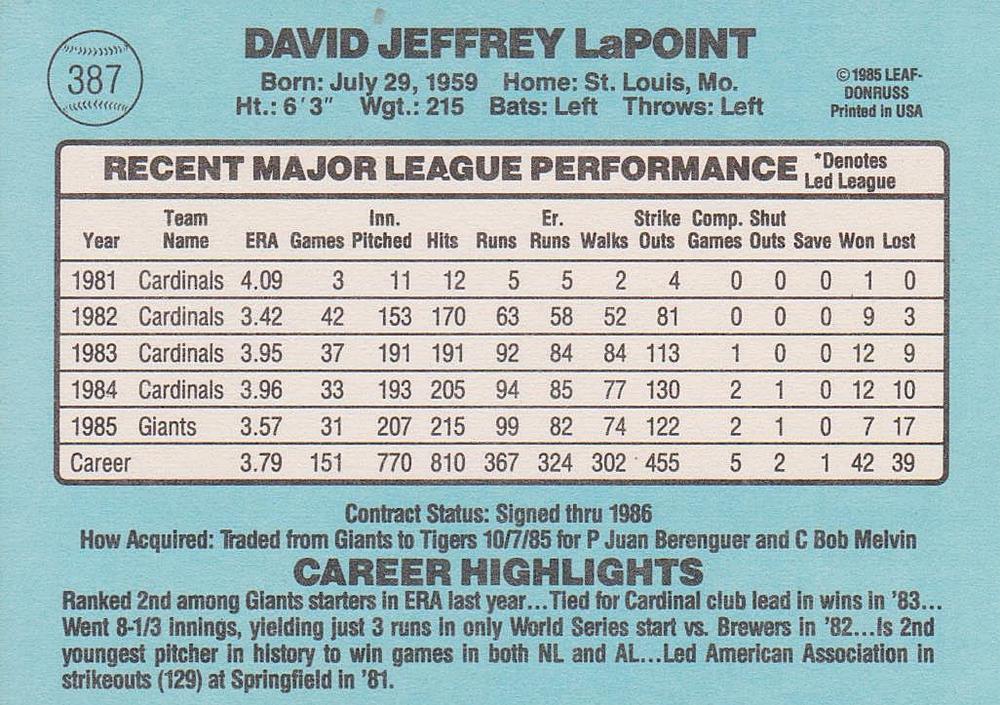 387
DAVID JEFFREY LaPOINT
Born: July 29, 1959 Home: St. Louis, Mo.
Ht.: 6'3" Wgt.: 215 Bats: Left Throws: Left
©1985 LEAF-
DONRUSS
Printed in USA
RECENT MAJOR LEAGUE PERFORMANCE
*Denotes
Led League
Team Inn. Er. Strike Comp. Shut
Year Name ERA Games Pitched Hits Runs Runs Walks Outs Games Outs Save Won Lost
1981 Cardinals 4.09 3 11 12 5 5 2 4 0 0 0 1 0
1982 Cardinals 3.42 42 153 170 63 58 52 81 0 0 0 9 3
1983 Cardinals 3.95 37 191 191 92 84 84 113 1 0 0 12 9
1984 Cardinals 3.96 33 193 205 94 85 77 130 2 1 0 12 10
1985 Giants 3.57 31 207 215 99 82 74 122 2 1 0 7 17
Career 3.79 151 770 810 367 324 302 455 5 2 1 42 39
Contract Status: Signed thru 1986
How Acquired: Traded from Giants to Tigers 10/7/85 for P Juan Berenguer and C Bob Melvin
CAREER HIGHLIGHTS
Ranked 2nd among Giants starters in ERA last year...Tied for Cardinal club lead in wins in '83...
Went 8-1/3 innings, yielding just 3 runs in only World Series start vs. Brewers in '82...Is 2nd
youngest pitcher in history to win games in both NL and AL...Led American Association in
strikeouts (129) at Springfield in '81.